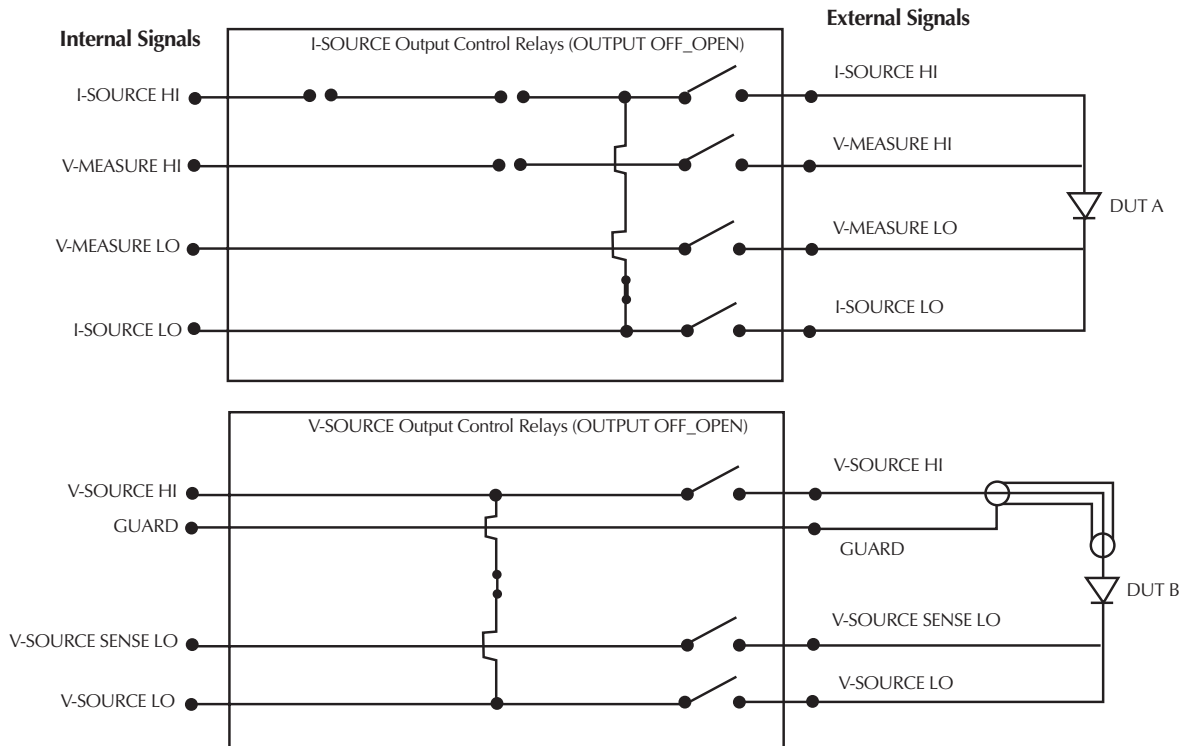 Internal Signals
External Signals
I-SOURCE Output Control Relays (OUTPUT OFF_OPEN)
I-SOURCE HI
I-SOURCE HI
V-MEASURE HI
V-MEASURE HI
DUT A
V-MEASURE LO
V-MEASURE LO
I-SOURCE LO
I-SOURCE LO
V-SOURCE Output Control Relays (OUTPUT OFF_OPEN)
V-SOURCE HI
V-SOURCE HI
GUARD
GUARD
DUT B
V-SOURCE SENSE LO
V-SOURCE SENSE LO
V-SOURCE LO
V-SOURCE LO